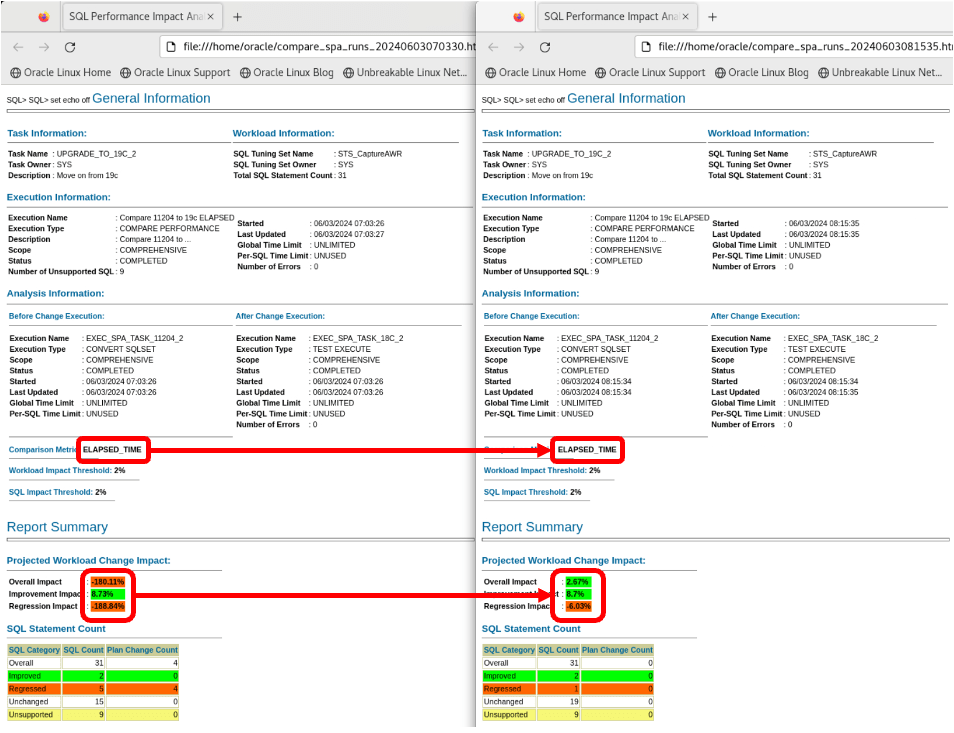 SQL Performance Impact Ana ×
+
file:///home/oracle/compare_spa_runs_20240603070330.ht
Oracle Linux Home Oracle Linux Support Oracle Linux Blog Unbreakable Linux Net...
SQL> SQL> set echo off General Information
Task Information: Workload Information:
Task Name : UPGRADE_TO_19C_2 SQL Tuning Set Name : STS_CaptureAWR
Task Owner : SYS SQL Tuning Set Owner : SYS
Description : Move on from 19c Total SQL Statement Count : 31
Execution Information:
Execution Name : Compare 11204 to 19c ELAPSED
Execution Type : COMPARE PERFORMANCE
Description : Compare 11204 to ...
Scope : COMPREHENSIVE
Status : COMPLETED
Number of Unsupported SQL : 9
Started : 06/03/2024 07:03:26
Last Updated : 06/03/2024 07:03:27
Global Time Limit : UNLIMITED
Per-SQL Time Limit : UNUSED
Number of Errors : 0
Analysis Information:
Before Change Execution: After Change Execution:
Execution Name : EXEC_SPA_TASK_11204_2 Execution Name : EXEC_SPA_TASK_18C_2
Execution Type : CONVERT SQLSET Execution Type : TEST EXECUTE
Scope : COMPREHENSIVE Scope : COMPREHENSIVE
Status : COMPLETED Status : COMPLETED
Started : 06/03/2024 07:03:26 Started : 06/03/2024 07:03:26
Last Updated : 06/03/2024 07:03:26 Last Updated : 06/03/2024 07:03:26
Global Time Limit : UNLIMITED Global Time Limit : UNLIMITED
Per-SQL Time Limit : UNUSED Per-SQL Time Limit : UNUSED
Number of Errors : 0
Comparison Metric ELAPSED_TIME
Workload Impact Threshold: 2%
SQL Impact Threshold: 2%
Report Summary
Projected Workload Change Impact:
Overall Impact : -180.11%
Improvement Impact : 8.73%
Regression Impact : -188.84%
SQL Statement Count
SQL Category SQL Count Plan Change Count
Overall 31 4
Improved 2 0
Regressed 5 4
Unchanged 15 0
Unsupported 9 0
SQL Performance Impact Ana ×
+
file:///home/oracle/compare_spa_runs_20240603081535.htm
Oracle Linux Home Oracle Linux Support Oracle Linux Blog Unbreakable Linux Net...
SQL> SQL> set echo off General Information
Task Information: Workload Information:
Task Name : UPGRADE_TO_19C_2 SQL Tuning Set Name : STS_CaptureAWR
Task Owner : SYS SQL Tuning Set Owner : SYS
Description : Move on from 19c Total SQL Statement Count : 31
Execution Information:
Execution Name : Compare 11204 to 19c ELAPSED
Execution Type : COMPARE PERFORMANCE
Description : Compare 11204 to ...
Scope : COMPREHENSIVE
Status : COMPLETED
Number of Unsupported SQL : 9
Started : 06/03/2024 08:15:35
Last Updated : 06/03/2024 08:15:35
Global Time Limit : UNLIMITED
Per-SQL Time Limit : UNUSED
Number of Errors : 0
Analysis Information:
Before Change Execution: After Change Execution:
Execution Name : EXEC_SPA_TASK_11204_2 Execution Name : EXEC_SPA_TASK_18C_2
Execution Type : CONVERT SQLSET Execution Type : TEST EXECUTE
Scope : COMPREHENSIVE Scope : COMPREHENSIVE
Status : COMPLETED Status : COMPLETED
Started : 06/03/2024 08:15:34 Started : 06/03/2024 08:15:34
Last Updated : 06/03/2024 08:15:34 Last Updated : 06/03/2024 08:15:35
Global Time Limit : UNLIMITED Global Time Limit : UNLIMITED
Per-SQL Time Limit : UNUSED Per-SQL Time Limit : UNUSED
Number of Errors : 0
ELAPSED_TIME
Workload Impact Threshold: 2%
SQL Impact Threshold: 2%
Report Summary
Projected Workload Change Impact:
Overall Impact : 2.67%
8.7%
Regression Impact : -6.03%
SQL Statement Count
SQL Category SQL Count Plan Change Count
Overall 31 0
Improved 2 0
Regressed 1 0
Unchanged 19 0
Unsupported 9 0